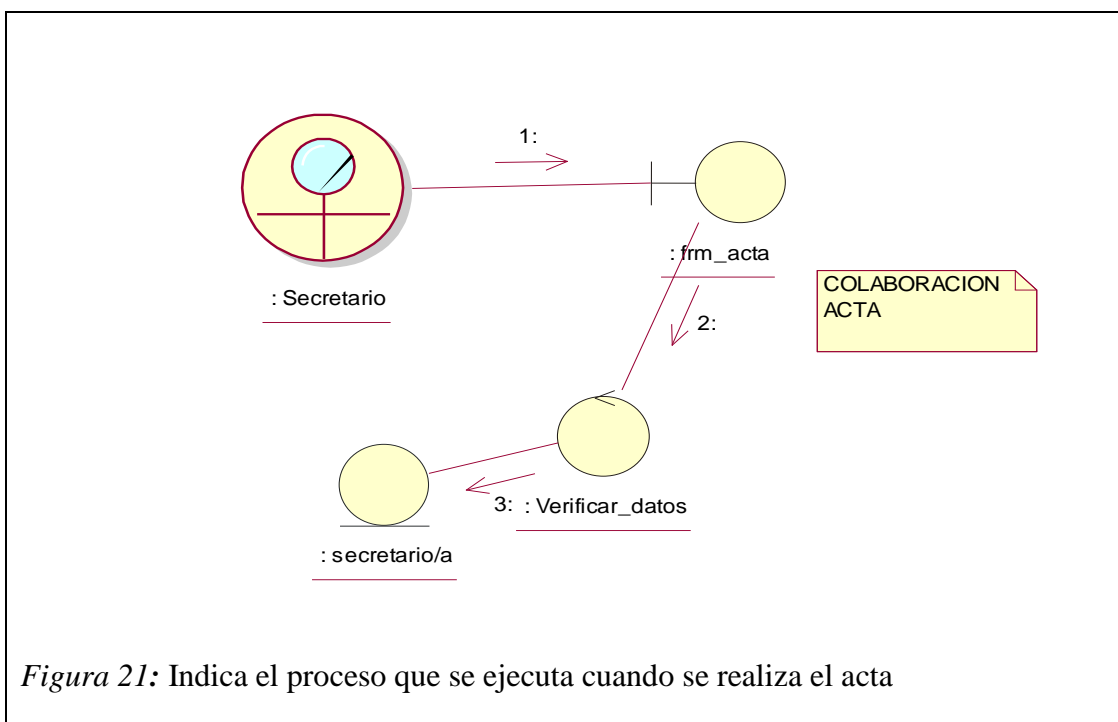 1:
: frm_acta
: Secretario
COLABORACION
ACTA
2:
3: : Verificar_datos
: secretario/a
Figura 21: Indica el proceso que se ejecuta cuando se realiza el acta